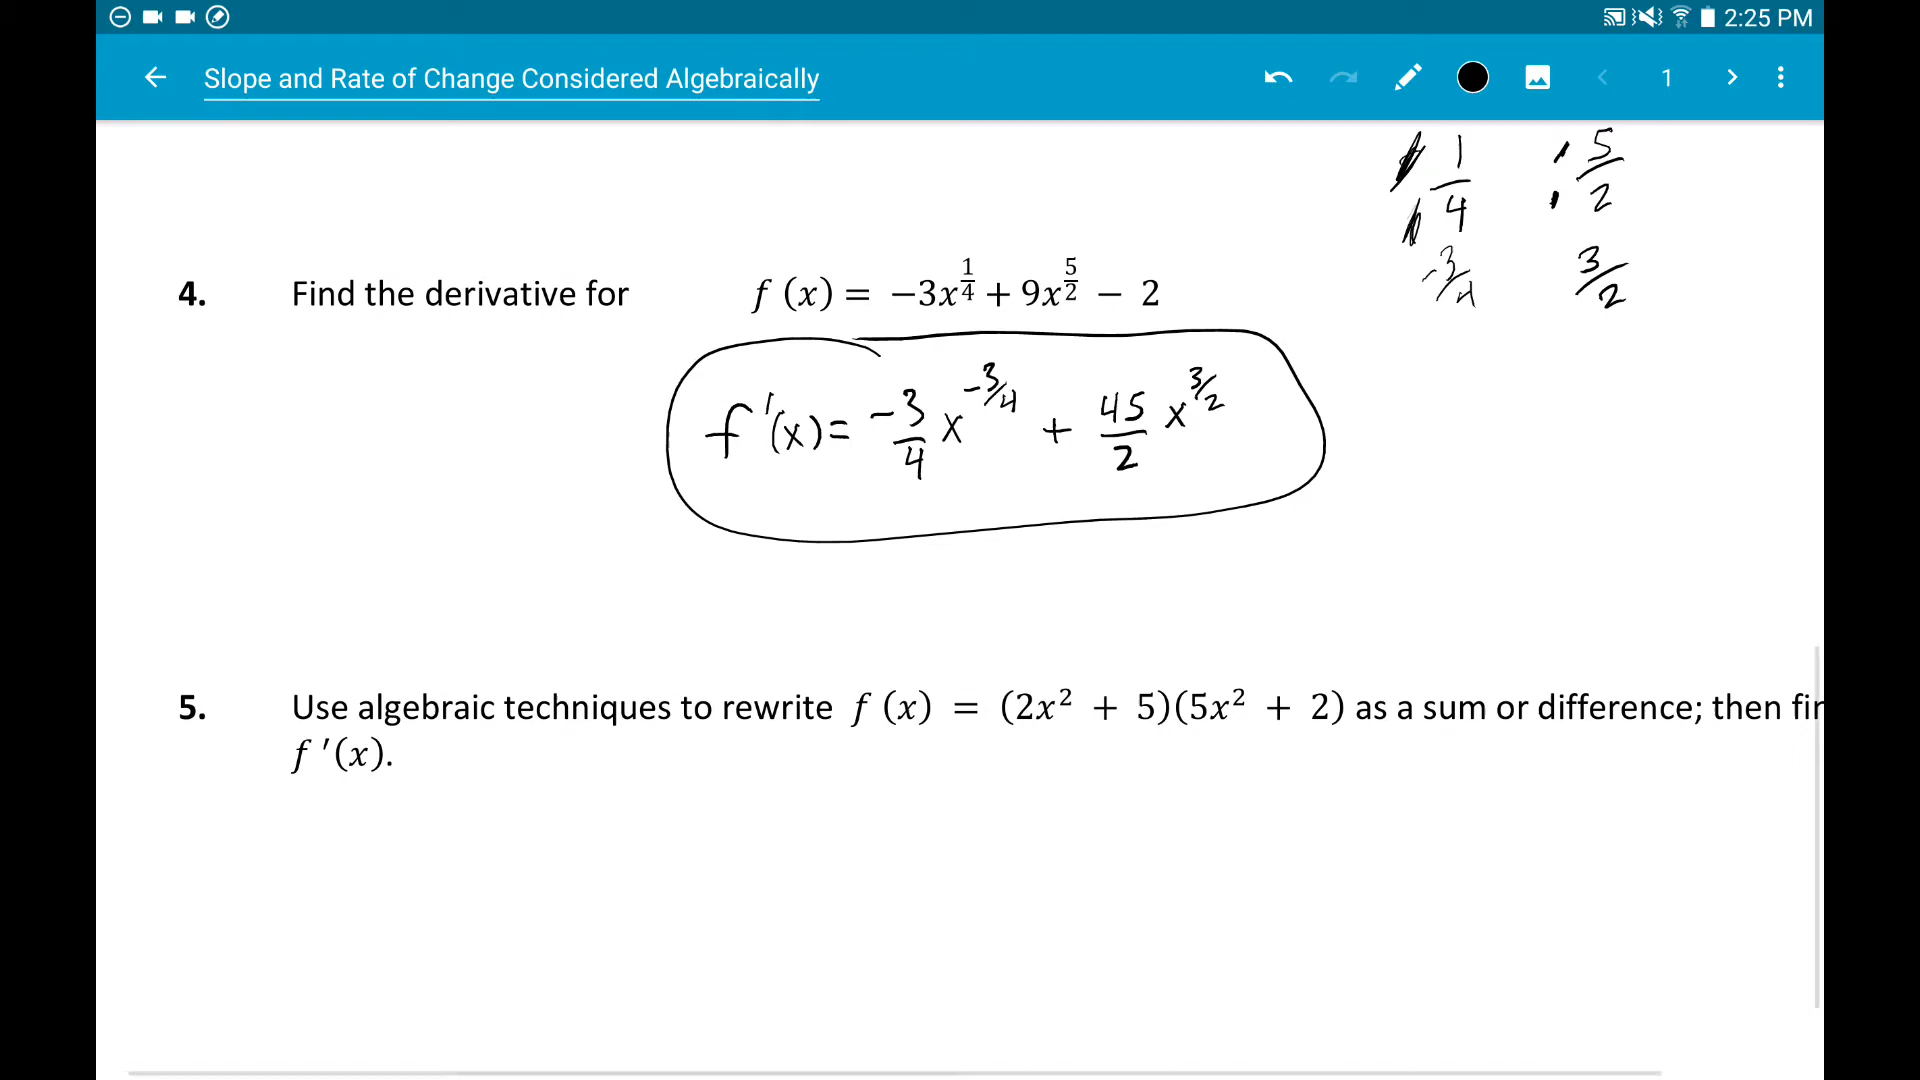 2:25 PM
Slope and Rate of Change Considered Algebraically
1
1/4 5/2
-3/4 3/2
4. Find the derivative for f (x) = −3x^(1/4) + 9x^(5/2) − 2
f'(x) = -3/4 x^(-3/4) + 45/2 x^(3/2)
5. Use algebraic techniques to rewrite f (x) = (2x² + 5)(5x² + 2) as a sum or difference; then
f ′(x).